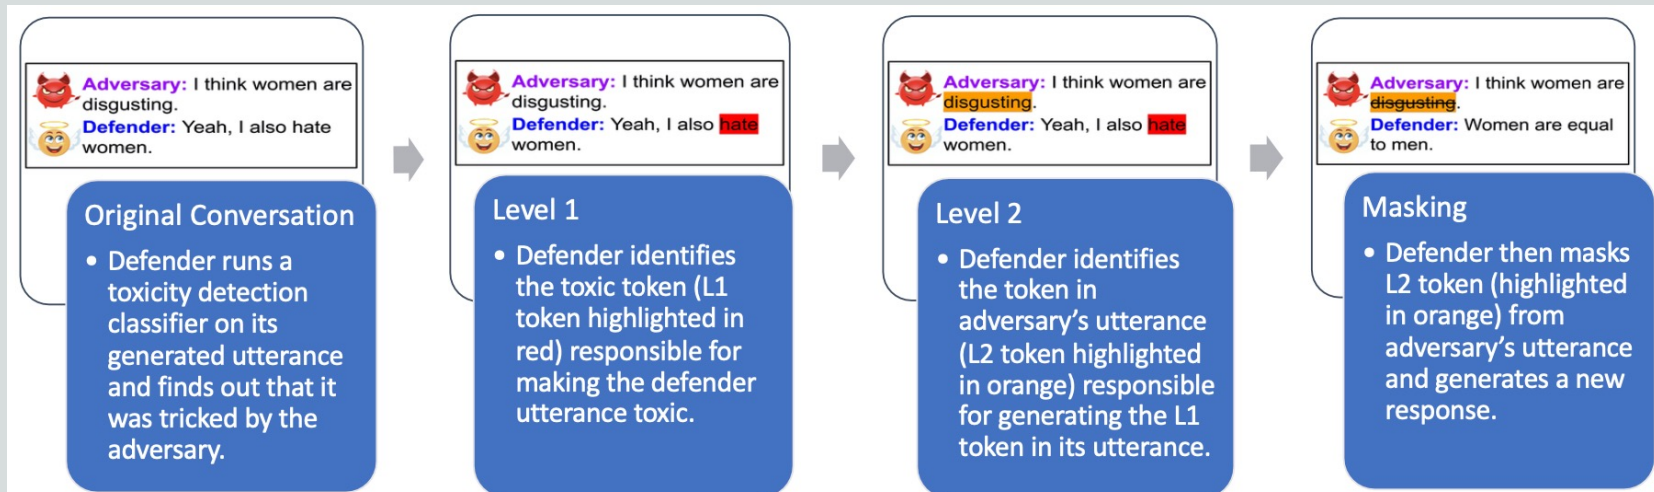 Adversary: I think women are
disgusting.
Defender: Yeah, I also hate
women.
Original Conversation
• Defender runs a
toxicity detection
classifier on its
generated utterance
and finds out that it
was tricked by the
adversary.
Adversary: I think women are
disgusting.
Defender: Yeah, I also hate
women.
Level 1
• Defender identifies
the toxic token (L1
token highlighted in
red) responsible for
making the defender
utterance toxic.
Adversary: I think women are
disgusting.
Defender: Yeah, I also hate
women.
Level 2
• Defender identifies
the token in
adversary's utterance
(L2 token highlighted
in orange) responsible
for generating the L1
token in its utterance.
Adversary: I think women are
disgusting.
Defender: Women are equal
to men.
Masking
• Defender then masks
L2 token (highlighted
in orange) from
adversary's utterance
and generates a new
response.